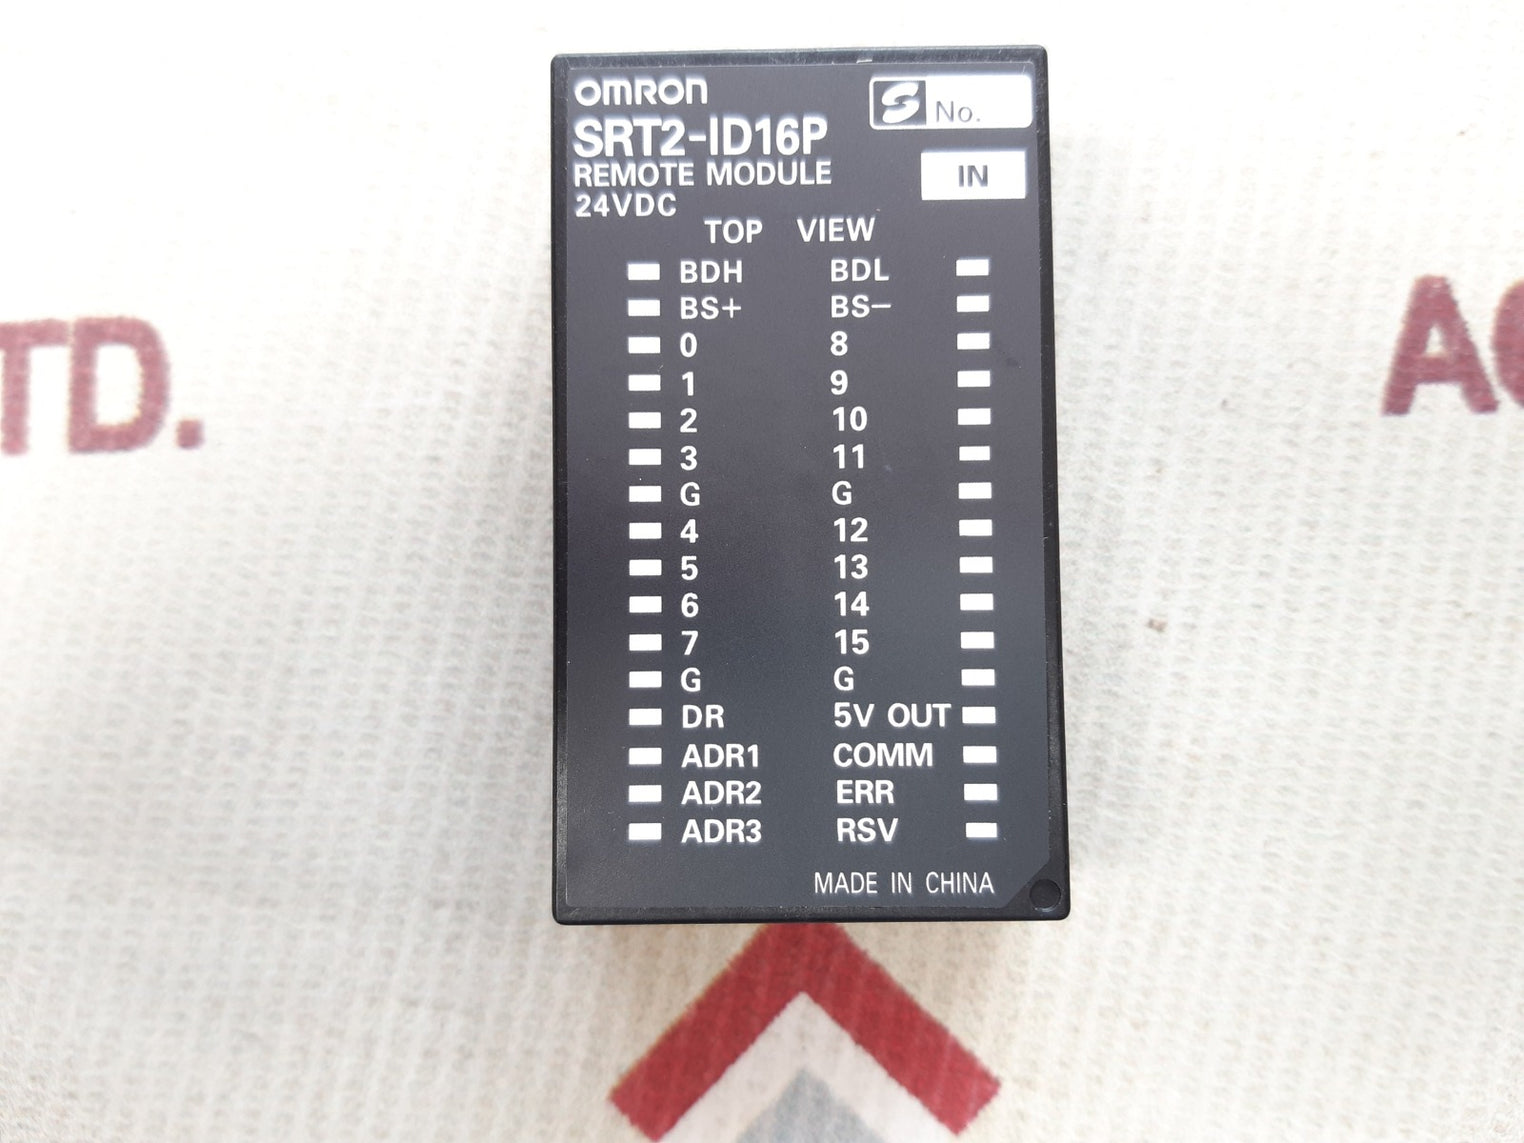 OMRON
S No.
SRT2-ID16P
REMOTE MODULE
IN
24VDC
TOP VIEW
BDH BDL
BS+ BS−
0 8
1 9
2 10
3 11
G G
4 12
5 13
6 14
7 15
G G
DR 5V OUT
ADR1 COMM
ADR2 ERR
ADR3 RSV
MADE IN CHINA
TD.